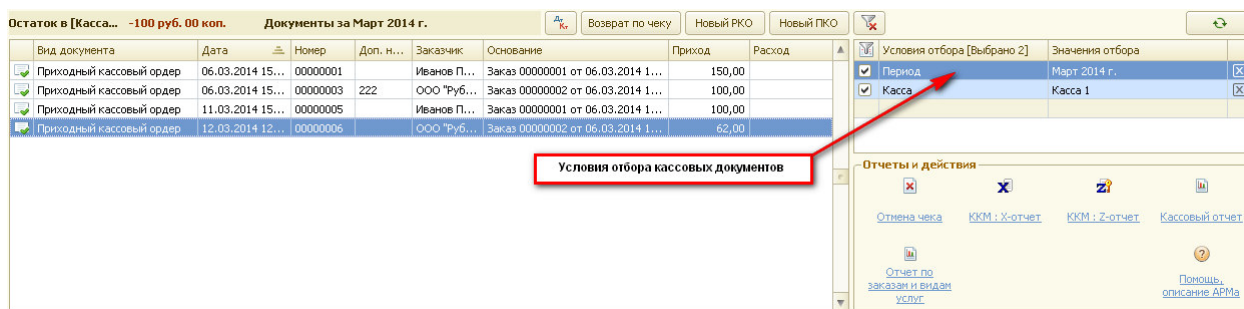 Остаток в [Касса... -100 руб. 00 коп. Документы за Март 2014 г. Дт Кт Возврат по чеку Новый РКО Новый ПКО
Вид документа Дата Номер Доп. н... Заказчик Основание Приход Расход
Приходный кассовый ордер 06.03.2014 15... 00000001 Иванов П... Заказ 00000001 от 06.03.2014 1... 150,00
Приходный кассовый ордер 06.03.2014 15... 00000003 222 ООО "Руб... Заказ 00000002 от 06.03.2014 1... 100,00
Приходный кассовый ордер 11.03.2014 15... 00000005 Иванов П... Заказ 00000001 от 06.03.2014 1... 100,00
Приходный кассовый ордер 12.03.2014 12... 00000006 ООО "Руб... Заказ 00000002 от 06.03.2014 1... 62,00
Условия отбора кассовых документов
Условия отбора [Выбрано 2] Значения отбора
Период Март 2014 г.
Касса Касса 1
Отчеты и действия
Отмена чека ККМ : X-отчет ККМ : Z-отчет Кассовый отчет
Отчет по
заказам и видам
услуг
Помощь,
описание АРМа